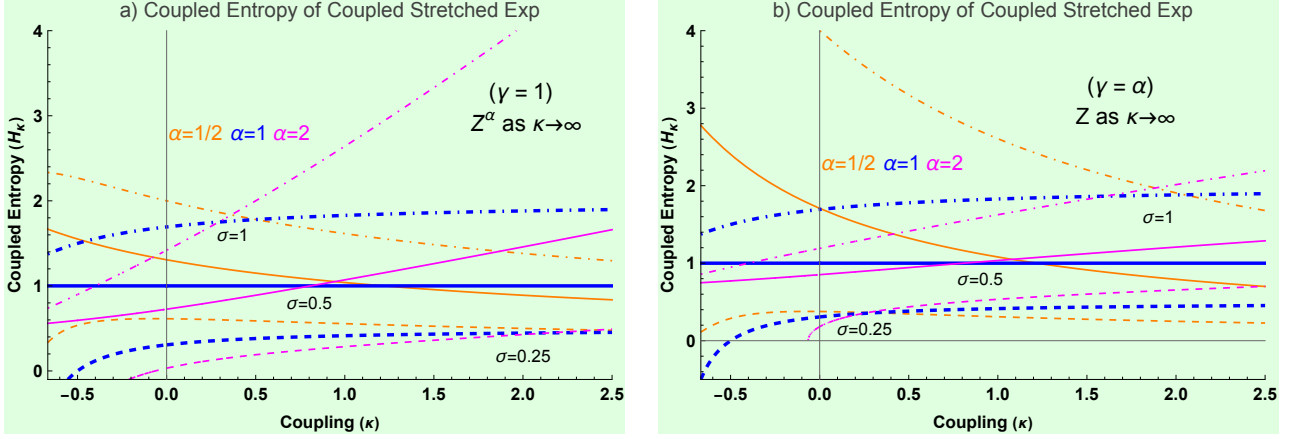 a) Coupled Entropy of Coupled Stretched Exp
4
3
2
1
0
Coupled Entropy (Hκ)
(γ = 1)
Z^α as κ→∞
α=1/2 α=1 α=2
σ=1
σ=0.5
σ=0.25
-0.5 0.0 0.5 1.0 1.5 2.0 2.5
Coupling (κ)
b) Coupled Entropy of Coupled Stretched Exp
4
3
2
1
0
Coupled Entropy (Hκ)
(γ = α)
Z as κ→∞
α=1/2 α=1 α=2
σ=1
σ=0.5
σ=0.25
-0.5 0.0 0.5 1.0 1.5 2.0 2.5
Coupling (κ)